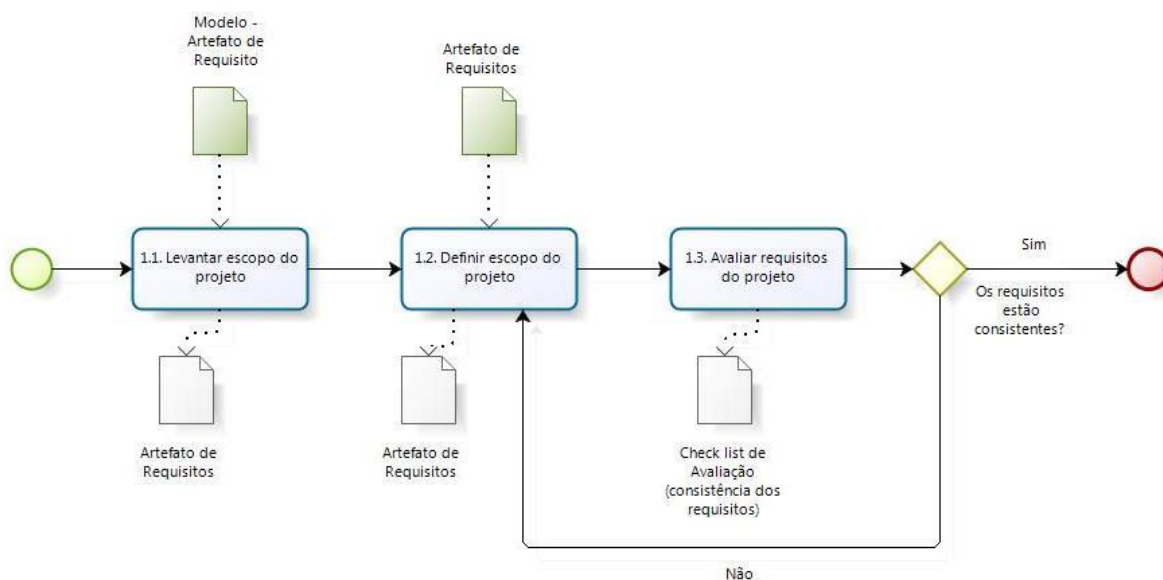 Modelo -
Artefato de
Requisito
Artefato de
Requisitos
1.1. Levantar escopo do
projeto
1.2. Definir escopo do
projeto
1.3. Avaliar requisitos
do projeto
Sim
Os requisitos
estão
consistentes?
Artefato de
Requisitos
Artefato de
Requisitos
Check list de
Avaliação
(consistência dos
requisitos)
Não